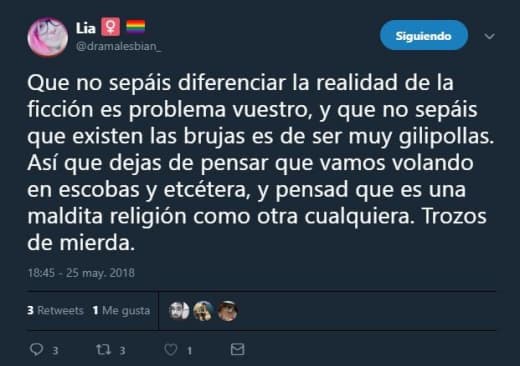 Lia
@dramalesbian_
Siguiendo
Que no sepáis diferenciar la realidad de la
ficción es problema vuestro, y que no sepáis
que existen las brujas es de ser muy gilipollas.
Así que dejas de pensar que vamos volando
en escobas y etcétera, y pensad que es una
maldita religión como otra cualquiera. Trozos
de mierda.
18:45 - 25 may. 2018
3 Retweets 1 Me gusta
3 3 1